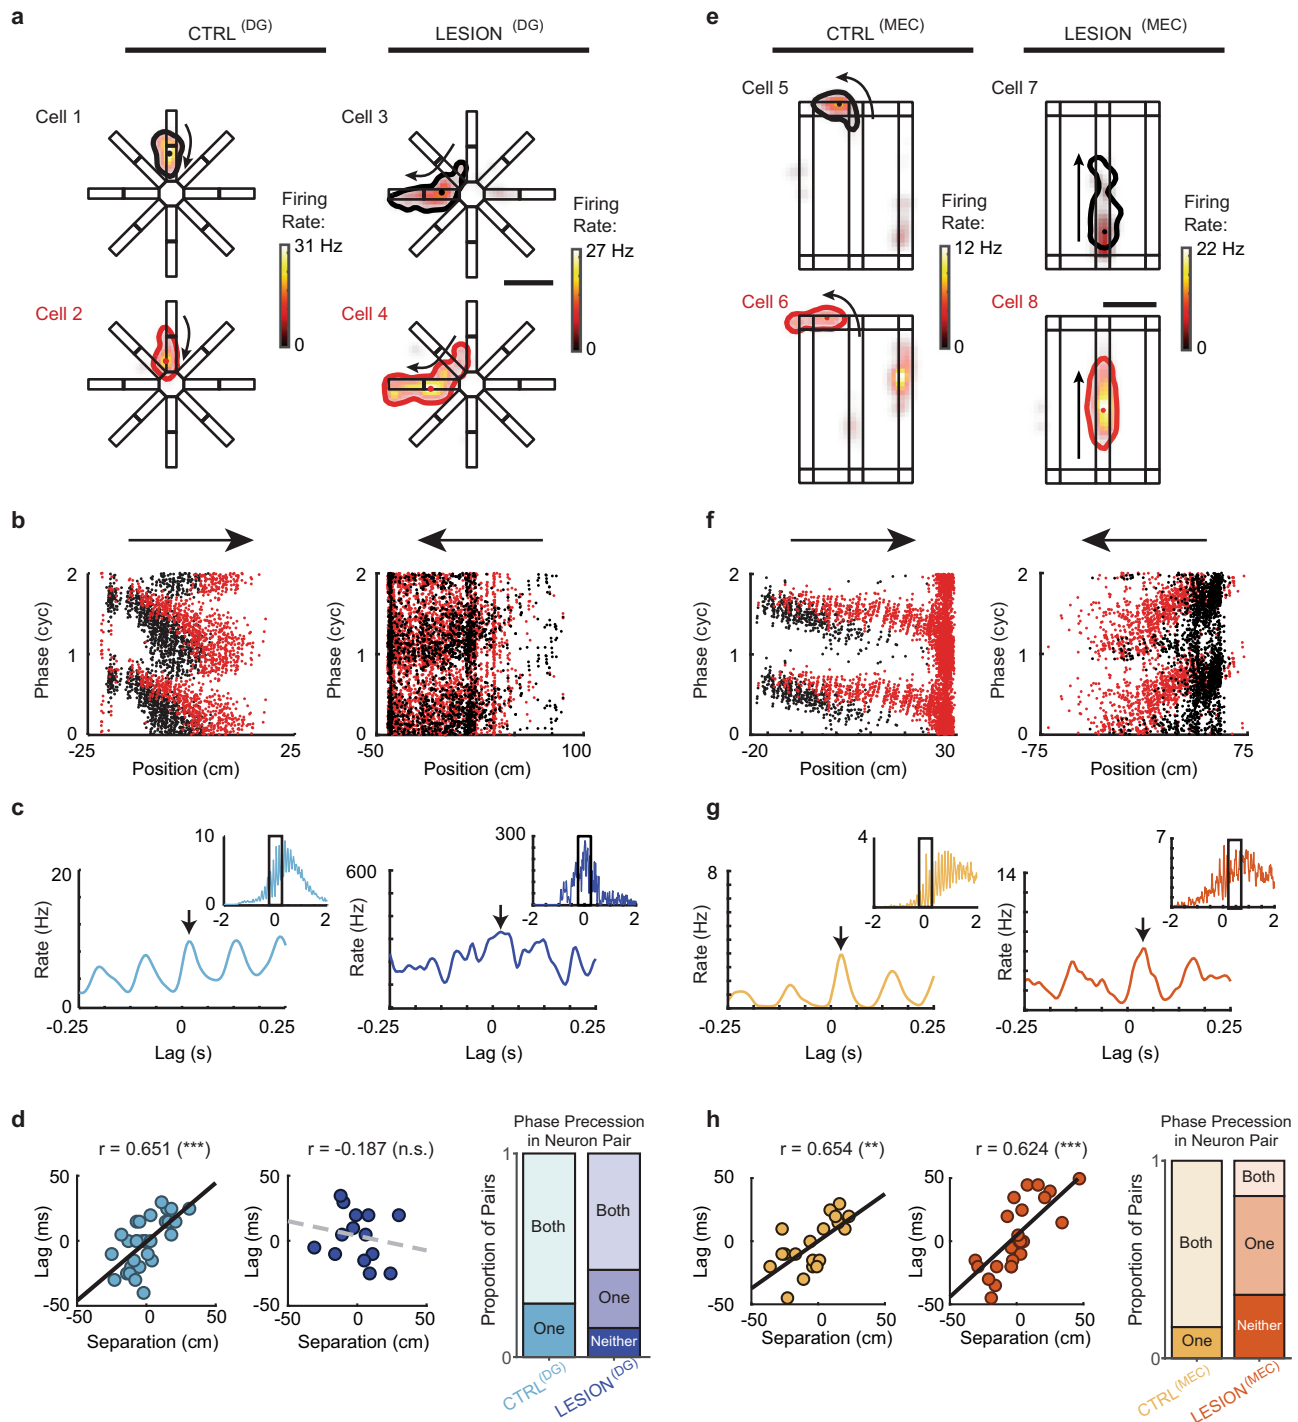 a
CTRL (DG)
LESION (DG)
Cell 1
Cell 3
Firing
Rate:
31 Hz
0
Firing
Rate:
27 Hz
0
Cell 2
Cell 4
e
CTRL (MEC)
LESION (MEC)
Cell 5
Cell 7
Firing
Rate:
12 Hz
0
Firing
Rate:
22 Hz
0
Cell 6
Cell 8
b
2
1
0
Phase (cyc)
-25
25
Position (cm)
2
1
0
Phase (cyc)
-50
100
Position (cm)
f
2
1
0
Phase (cyc)
-20
30
Position (cm)
2
1
0
Phase (cyc)
-75
75
Position (cm)
c
20
0
Rate (Hz)
-0.25
0
0.25
Lag (s)
10
0
-2
0
2
600
Rate (Hz)
-0.25
0
0.25
Lag (s)
300
-2
0
2
g
8
Rate (Hz)
-0.25
0
0.25
Lag (s)
4
-2
0
2
14
Rate (Hz)
-0.25
0
0.25
Lag (s)
7
-2
0
2
d
r = 0.651 (***)
50
0
-50
Lag (ms)
-50
0
50
Separation (cm)
r = -0.187 (n.s.)
50
0
-50
Lag (ms)
-50
0
50
Separation (cm)
Phase Precession
in Neuron Pair
1
0
Proportion of Pairs
Both
One
Both
One
Neither
CTRL(DG)
LESION(DG)
h
r = 0.654 (**)
50
0
-50
Lag (ms)
-50
0
50
Separation (cm)
r = 0.624 (***)
50
0
-50
Lag (ms)
-50
0
50
Separation (cm)
Phase Precession
in Neuron Pair
1
0
Proportion of Pairs
Both
One
Both
One
Neither
CTRL(MEC)
LESION(MEC)